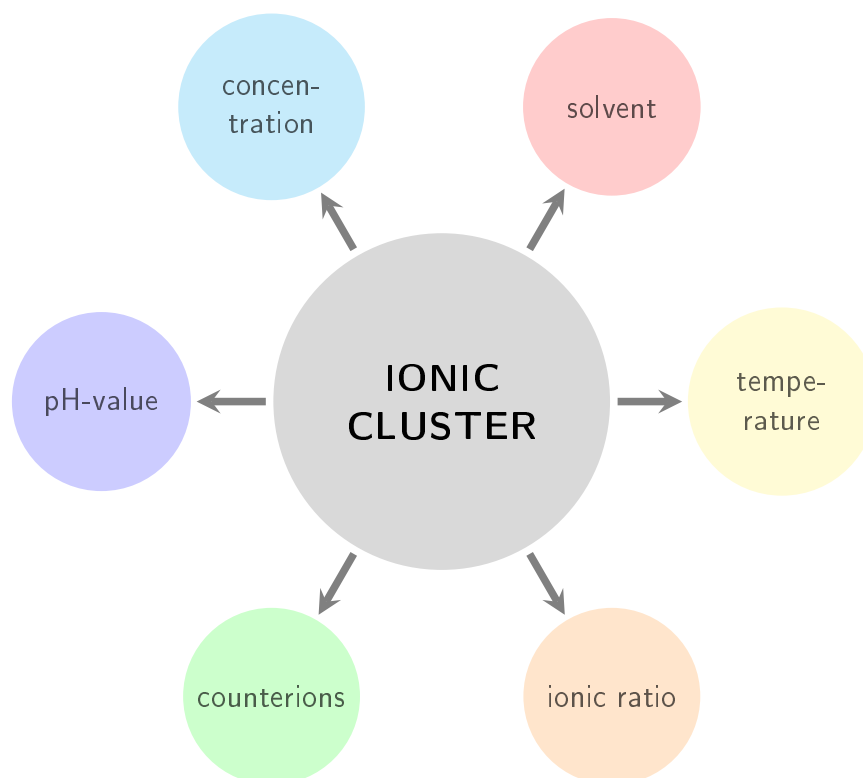 concen-
tration
solvent
pH-value
IONIC
CLUSTER
tempe-
rature
counterions
ionic ratio